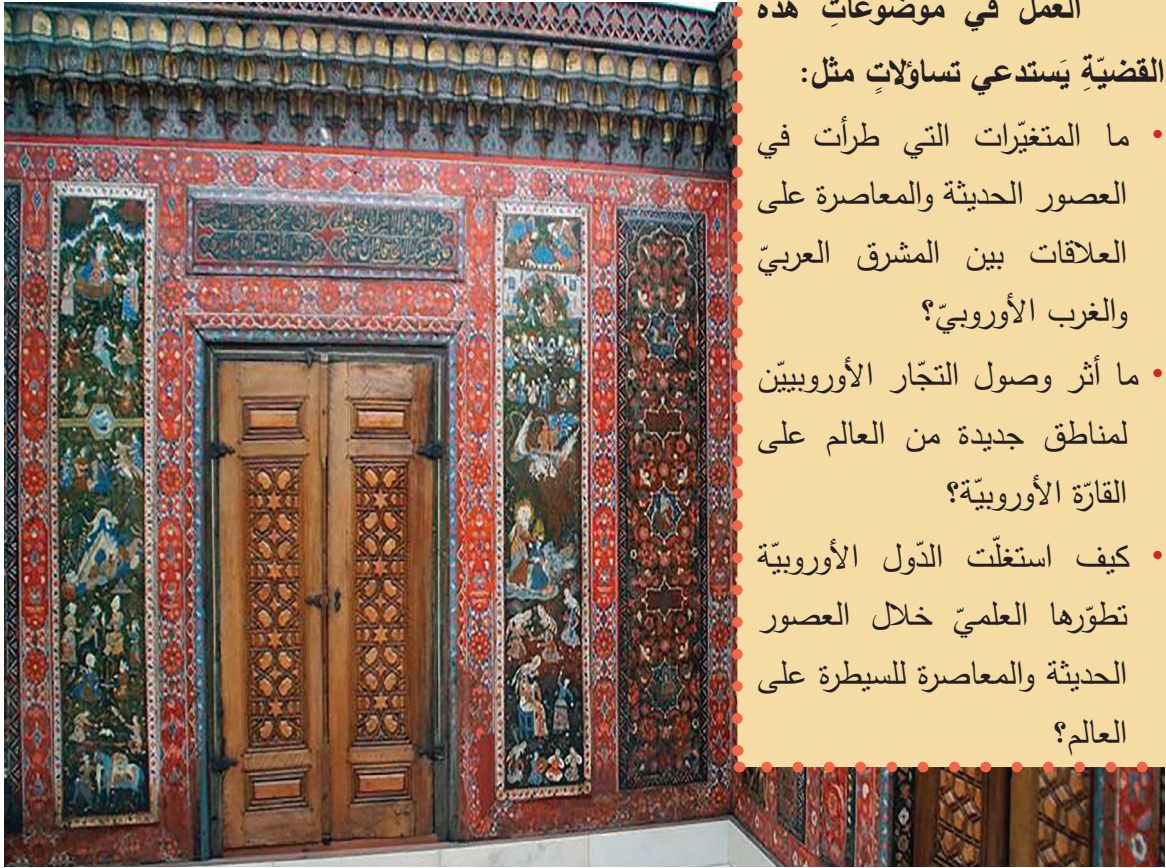 العمل في موضوعاتِ هذه
القضيّةِ يَستدعي تساؤلاتٍ مثل:
• ما المتغيّرات التي طرأت في
العصور الحديثة والمعاصرة على
العلاقات بين المشرق العربيّ
والغرب الأوروبيّ؟
• ما أثر وصول التجّار الأوروبييّن
لمناطق جديدة من العالم على
القارّة الأوروبيّة؟
• كيف استغلّت الدّول الأوروبيّة
تطوّرها العلميّ خلال العصور
الحديثة والمعاصرة للسيطرة على
العالم؟